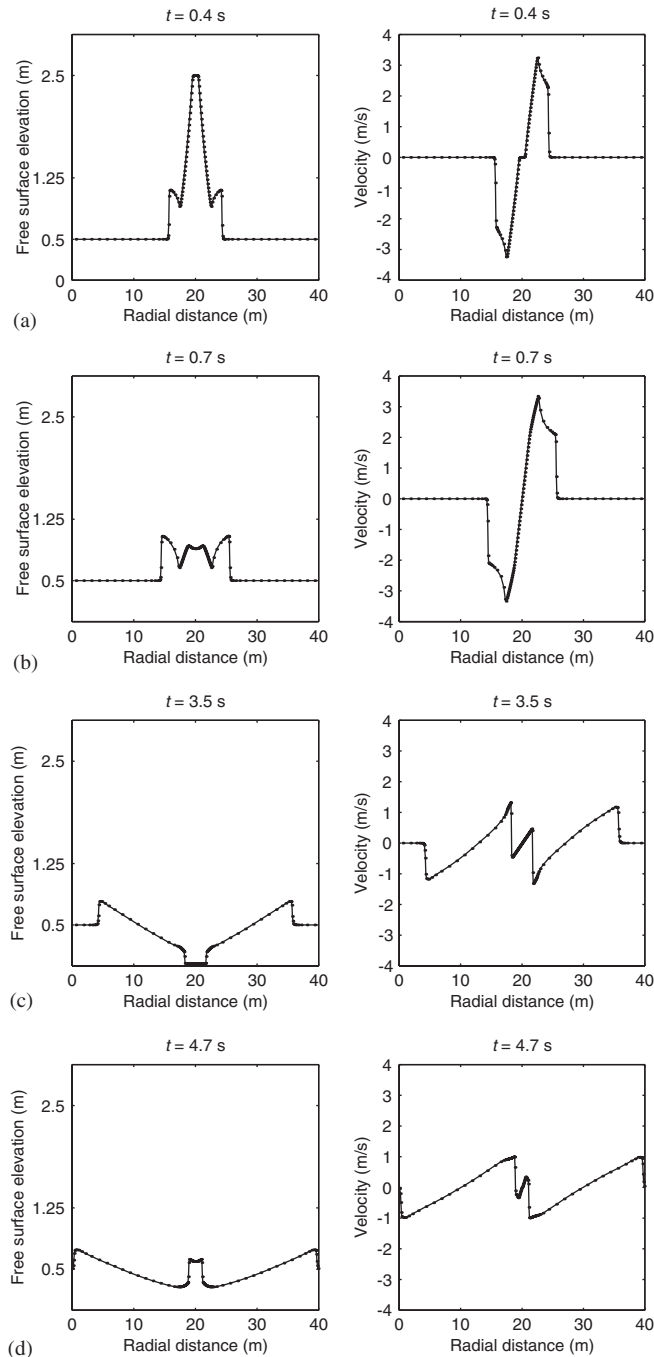 t = 0.4 s
t = 0.4 s
Free surface elevation (m)
2.5
1.25
0.5
0
0 10 20 30 40
Radial distance (m)
Velocity (m/s)
4
3
2
1
0
-1
-2
-3
-4
0 10 20 30 40
Radial distance (m)
(a)
t = 0.7 s
t = 0.7 s
Free surface elevation (m)
2.5
1.25
0.5
0 10 20 30 40
Radial distance (m)
Velocity (m/s)
4
3
2
1
0
-1
-2
-3
-4
0 10 20 30 40
Radial distance (m)
(b)
t = 3.5 s
t = 3.5 s
Free surface elevation (m)
2.5
1.25
0.5
0 10 20 30 40
Radial distance (m)
Velocity (m/s)
4
3
2
1
0
-1
-2
-3
-4
0 10 20 30 40
Radial distance (m)
(c)
t = 4.7 s
t = 4.7 s
Free surface elevation (m)
2.5
1.25
0.5
0 10 20 30 40
Radial distance (m)
Velocity (m/s)
4
3
2
1
0
-1
-2
-3
-4
0 10 20 30 40
Radial distance (m)
(d)